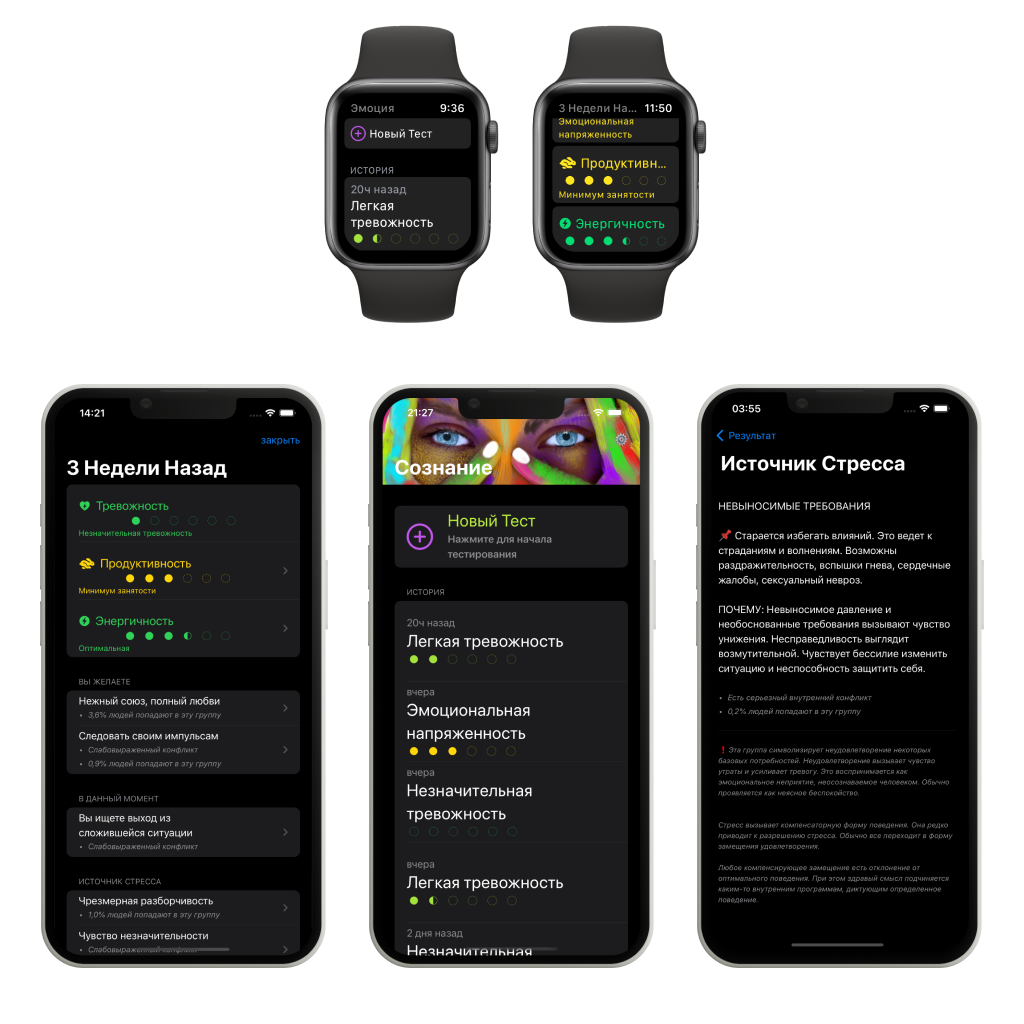 Эмоция 9:36
Новый Тест
ИСТОРИЯ
20ч назад
Легкая
тревожность
3 Недели На... 11:50
Эмоциональная
напряженность
Продуктивн...
Минимум занятости
Энергичность
14:21
закрыть
3 Недели Назад
Тревожность
Незначительная тревожность
Продуктивность
Минимум занятости
Энергичность
Оптимальная
ВЫ ЖЕЛАЕТЕ
Нежный союз, полный любви
• 3,6% людей попадают в эту группу
Следовать своим импульсам
• Слабовыраженный конфликт
• 0,9% людей попадают в эту группу
В ДАННЫЙ МОМЕНТ
Вы ищете выход из
сложившейся ситуации
• Слабовыраженный конфликт
ИСТОЧНИК СТРЕССА
Чрезмерная разборчивость
• 1,0% людей попадают в эту группу
Чувство незначительности
• Слабовыраженный конфликт
21:27
Сознание
Новый Тест
Нажмите для начала
тестирования
ИСТОРИЯ
20ч назад
Легкая тревожность
вчера
Эмоциональная
напряженность
вчера
Незначительная
тревожность
вчера
Легкая тревожность
2 дня назад
Незначительная
03:55
Результат
Источник Стресса
НЕВЫНОСИМЫЕ ТРЕБОВАНИЯ
📌 Старается избегать влияний. Это ведет к
страданиям и волнениям. Возможны
раздражительность, вспышки гнева, сердечные
жалобы, сексуальный невроз.
ПОЧЕМУ: Невыносимое давление и
необоснованные требования вызывают чувство
унижения. Несправедливость выглядит
возмутительной. Чувствует бессилие изменить
ситуацию и неспособность защитить себя.
• Есть серьезный внутренний конфликт
• 0,2% людей попадают в эту группу
❗ Эта группа символизирует неудовлетворение некоторых
базовых потребностей. Неудовлетворение вызывает чувство
утраты и усиливает тревогу. Это воспринимается как
эмоциональное неприятие, неосознаваемое человеком. Обычно
проявляется как неясное беспокойство.
Стресс вызывает компенсаторную форму поведения. Она редко
приводит к разрешению стресса. Обычно все переходит в форму
замещения удовлетворения.
Любое компенсирующее замещение есть отклонение от
оптимального поведения. При этом здравый смысл подчиняется
каким-то внутренним программам, диктующим определенное
поведение.